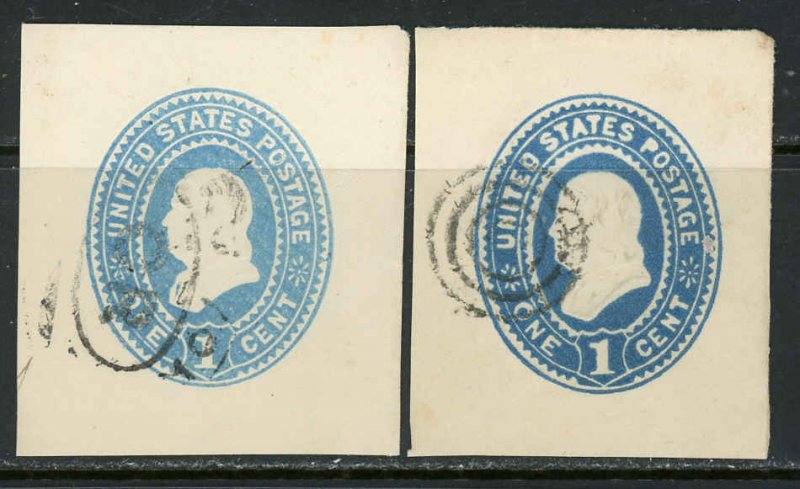 UNITED STATES POSTAGE
1 CENT
UNITED STATES POSTAGE
ONE 1 CENT